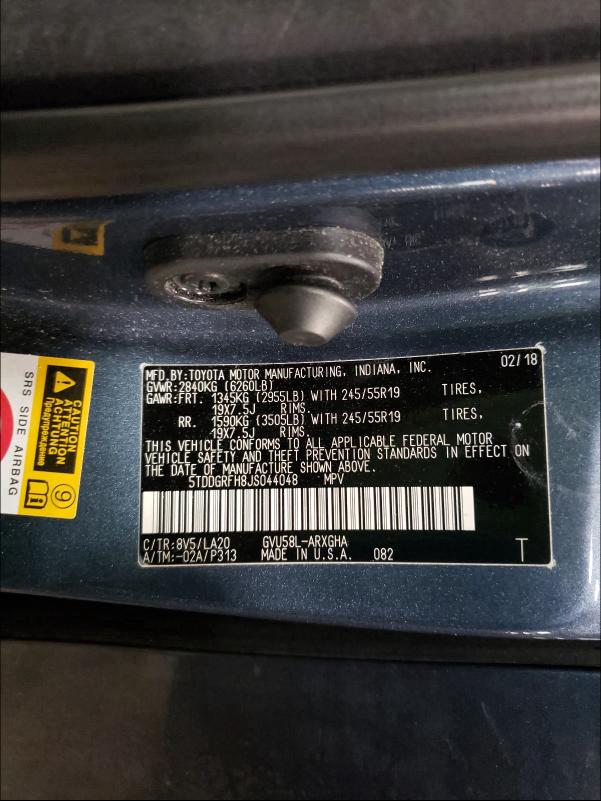 MFD.BY:TOYOTA MOTOR MANUFACTURING, INDIANA, INC. 02/18
GVWR:2840KG (6260LB)
GAWR:FRT. 1345KG (2955LB) WITH 245/55R19 TIRES,
19X7.5J RIMS.
RR. 1590KG (3505LB) WITH 245/55R19 TIRES,
19X7.5J RIMS.
THIS VEHICLE CONFORMS TO ALL APPLICABLE FEDERAL MOTOR
VEHICLE SAFETY AND THEFT PREVENTION STANDARDS IN EFFECT ON
THE DATE OF MANUFACTURE SHOWN ABOVE.
5TDDGRFH8JS044048 MPV
C/TR:8V5/LA20 GVU58L-ARXGHA
A/TM:-02A/P313 MADE IN U.S.A. 082 T
SRS SIDE AIRBAG
CAUTION
ATTENTION
ACHTUNG
Предупреждение
9